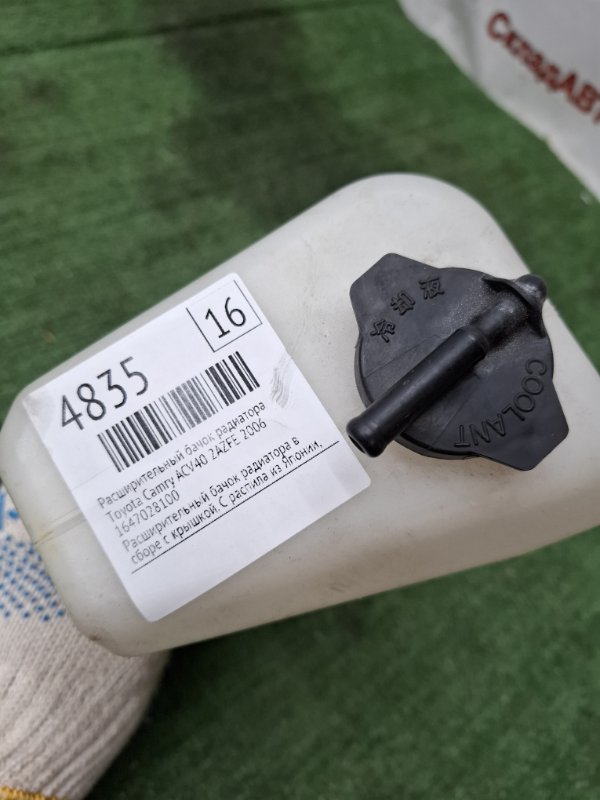 СкладАВТ
16
4835
Расширительный бачок радиатора
Toyota Camry ACV40 2AZFE 2006
1647028100
Расширительный бачок радиатора в
сборе с крышкой. С распила из Японии.
冷却液
COOLANT